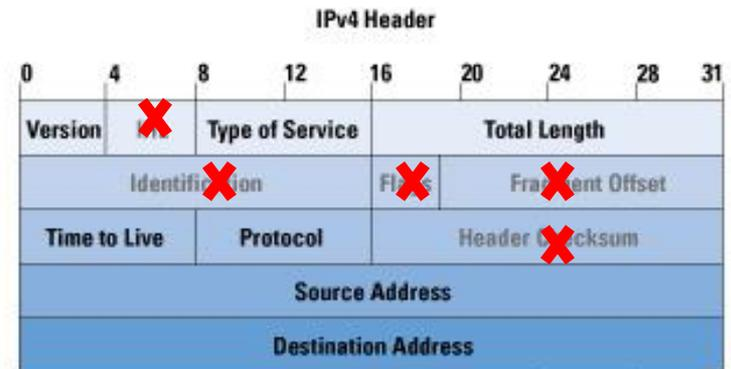 IPv4 Header
0 4 8 12 16 20 24 28 31
Version Type of Service Total Length
Time to Live Protocol
Source Address
Destination Address